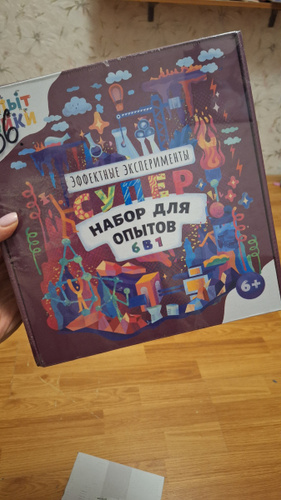 ЭФФЕКТНЫЕ ЭКСПЕРИМЕНТЫ
СУПЕР
НАБОР ДЛЯ
ОПЫТОВ
6 В 1
6+